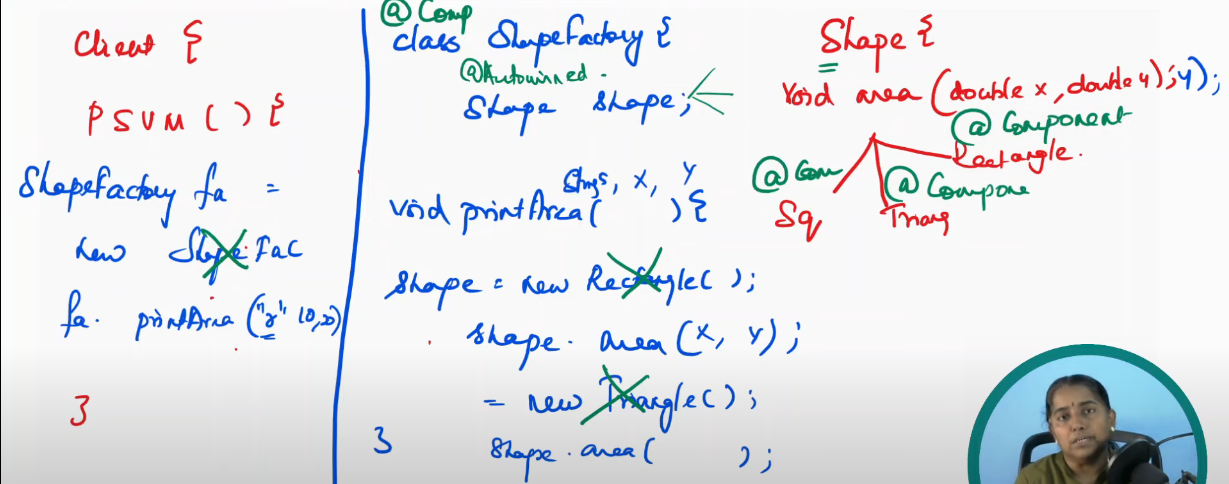 Client {
PSVM ( ) {
ShapeFactory fa =
new Shape Fac
fa. printArea ("r" 10,20)
}
@ Comp
class ShapeFactory {
@Autowired.
Shape shape;
String s, X, Y
void printArea( ) {
shape = new Rectangle( );
shape. area (X, Y) ;
= new Triangle( );
shape. area ( ) ;
}
Shape {
void area (double x, double y);y);
@ Component
Rectangle.
@ Com
@ Compone
Sq
Triang